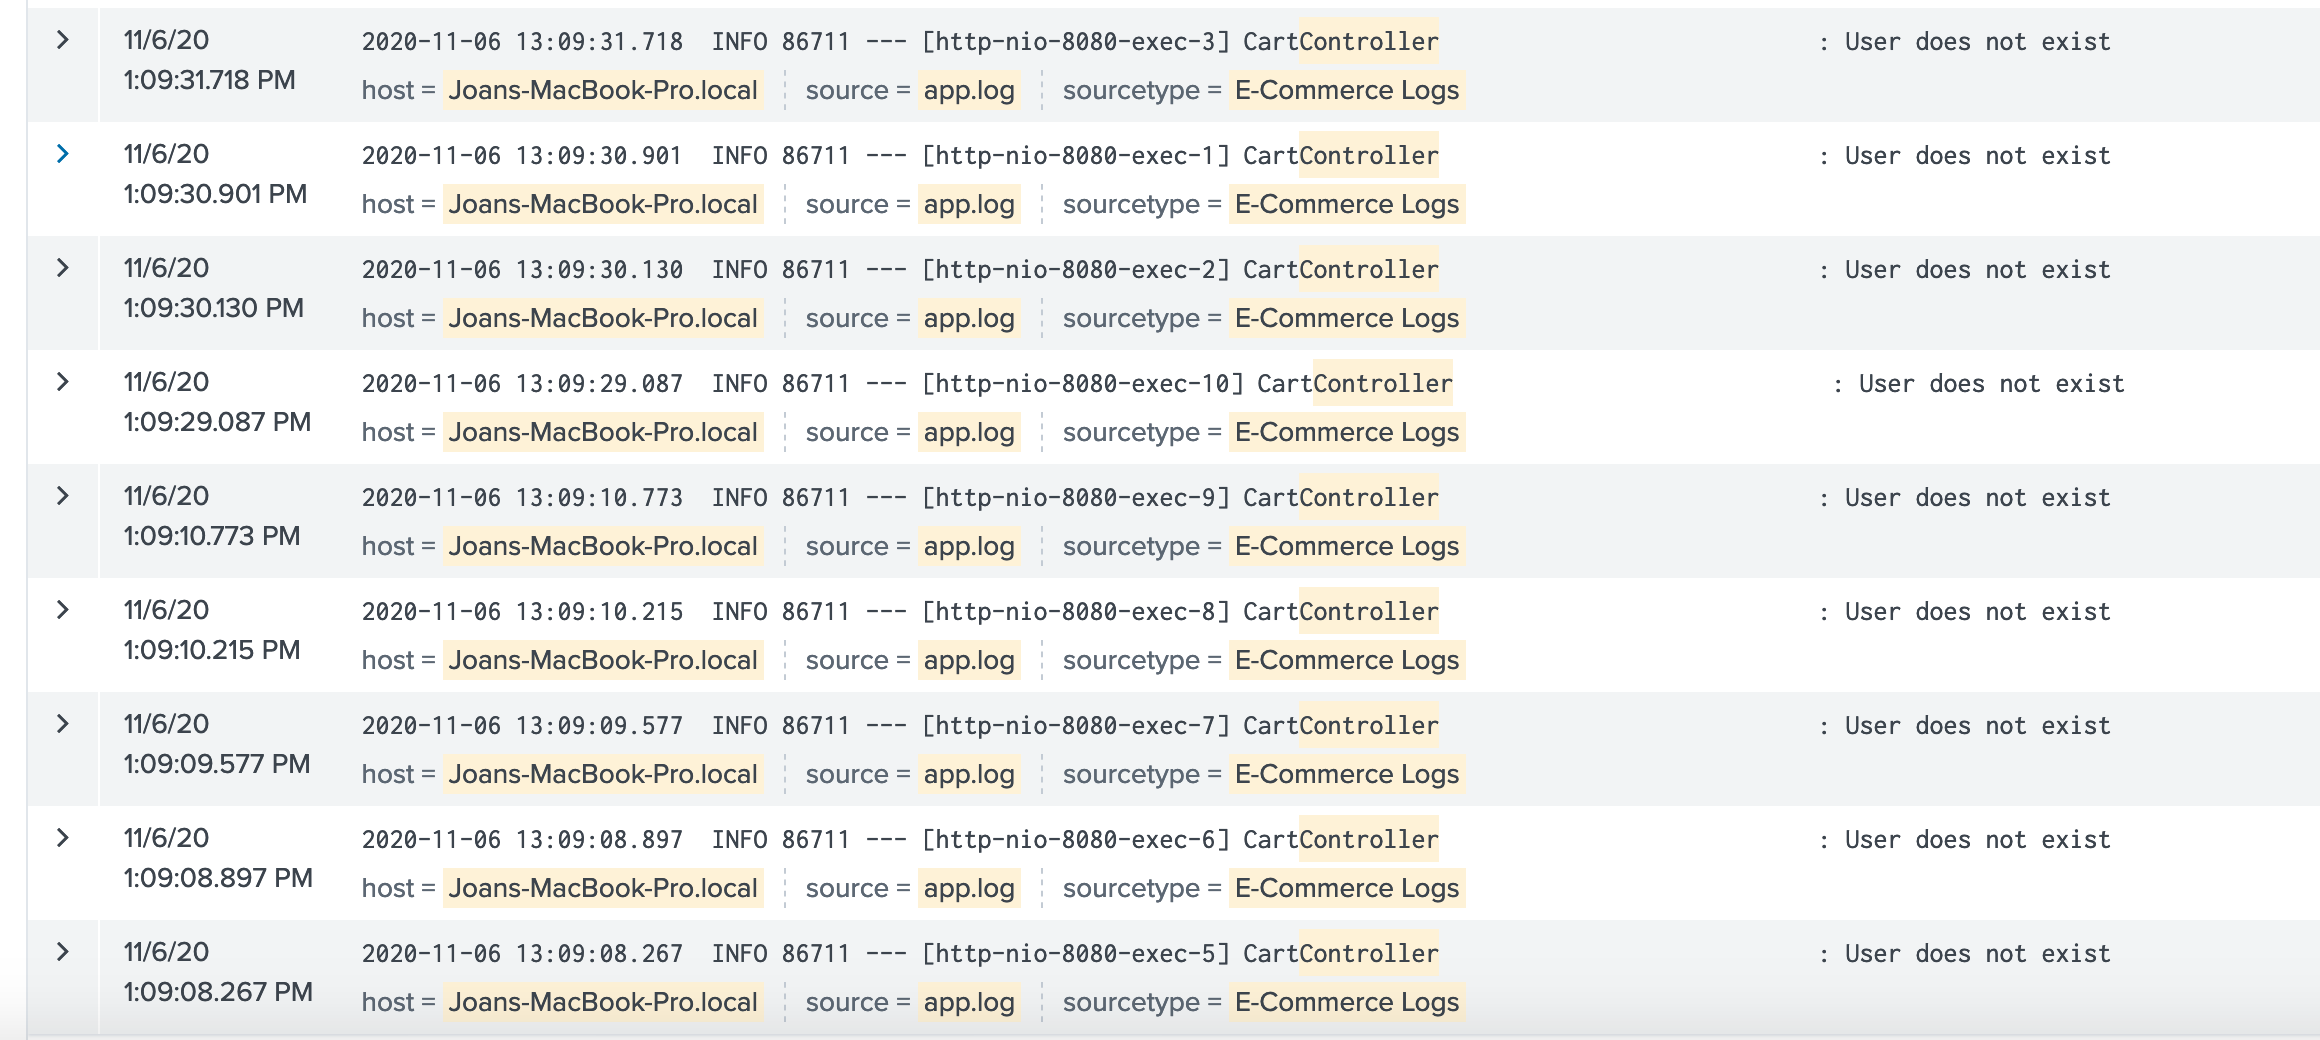 11/6/20
1:09:31.718 PM
2020-11-06 13:09:31.718  INFO 86711 --- [http-nio-8080-exec-3] CartController : User does not exist
host = Joans-MacBook-Pro.local source = app.log sourcetype = E-Commerce Logs
11/6/20
1:09:30.901 PM
2020-11-06 13:09:30.901  INFO 86711 --- [http-nio-8080-exec-1] CartController : User does not exist
host = Joans-MacBook-Pro.local source = app.log sourcetype = E-Commerce Logs
11/6/20
1:09:30.130 PM
2020-11-06 13:09:30.130  INFO 86711 --- [http-nio-8080-exec-2] CartController : User does not exist
host = Joans-MacBook-Pro.local source = app.log sourcetype = E-Commerce Logs
11/6/20
1:09:29.087 PM
2020-11-06 13:09:29.087  INFO 86711 --- [http-nio-8080-exec-10] CartController : User does not exist
host = Joans-MacBook-Pro.local source = app.log sourcetype = E-Commerce Logs
11/6/20
1:09:10.773 PM
2020-11-06 13:09:10.773  INFO 86711 --- [http-nio-8080-exec-9] CartController : User does not exist
host = Joans-MacBook-Pro.local source = app.log sourcetype = E-Commerce Logs
11/6/20
1:09:10.215 PM
2020-11-06 13:09:10.215  INFO 86711 --- [http-nio-8080-exec-8] CartController : User does not exist
host = Joans-MacBook-Pro.local source = app.log sourcetype = E-Commerce Logs
11/6/20
1:09:09.577 PM
2020-11-06 13:09:09.577  INFO 86711 --- [http-nio-8080-exec-7] CartController : User does not exist
host = Joans-MacBook-Pro.local source = app.log sourcetype = E-Commerce Logs
11/6/20
1:09:08.897 PM
2020-11-06 13:09:08.897  INFO 86711 --- [http-nio-8080-exec-6] CartController : User does not exist
host = Joans-MacBook-Pro.local source = app.log sourcetype = E-Commerce Logs
11/6/20
1:09:08.267 PM
2020-11-06 13:09:08.267  INFO 86711 --- [http-nio-8080-exec-5] CartController : User does not exist
host = Joans-MacBook-Pro.local source = app.log sourcetype = E-Commerce Logs